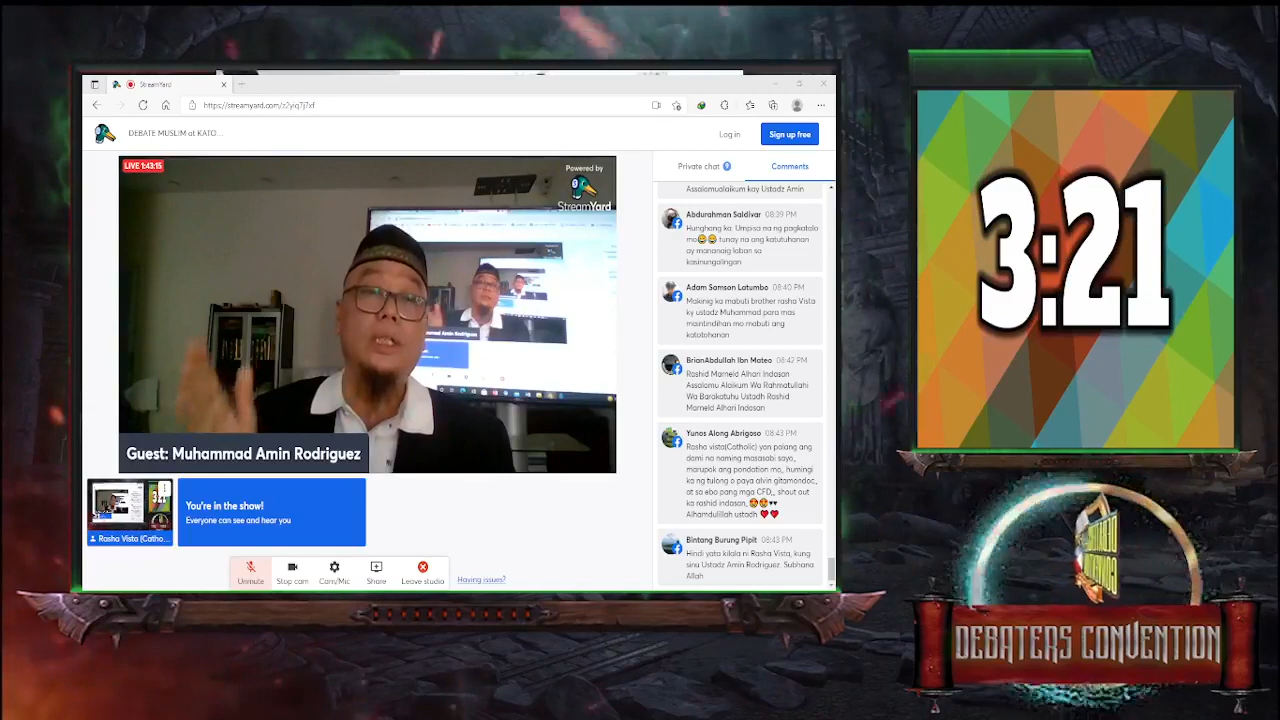 StreamYard
https://streamyard.com/z2yiq7j7xf
DEBATE MUSLIM at KATO...
Log in
Sign up free
LIVE 1:43:15
Powered by
StreamYard
Guest: Muhammad Amin Rodriguez
Rasha Vista (Catho...
You're in the show!
Everyone can see and hear you
Unmute
Stop cam
Cam/Mic
Share
Leave studio
Having issues?
Private chat
Comments
Assalomualaikum kay Ustadz Amin
Abdurahman Saldivar 08:39 PM
Hunghang ka Umpisa na ng pagkatalo
mo😂😂 tunay na ang katutuhanan
ay mananaig laban sa
kasinungalingan
Adam Samson Latumbo 08:40 PM
Makinig ka mabuti brother rasha Vista
ky ustadz Muhammad para mas
maintindihan mo mabuti ang
katotohanan
BrianAbdullah Ibn Mateo 08:42 PM
Rashid Marneld Alhari Indasan
Assalamu Alaikum Wa Rahmatullahi
Wa Barakatuhu Ustadh Rashid
Marneld Alhari Indasan
Yunos Along Abrigoso 08:43 PM
Rasha vista(Catholic) yan palang ang
dami na naming masasabi sayo,
marupok ang pondation mo, humingi
ka ng tulong o paya alvin gitamondoc,
at sa ebo pang mga CFD,, shout out
ka rashid indasan, 😍😍🕶
Alhamdulillah ustadh ❤❤
Bintang Burung Pipit 08:43 PM
Hindi yata kilala ni Rasha Vista, kung
sinu Ustadz Amin Rodriguez. Subhana
Allah
3:21
DEBATERS CONVENTION